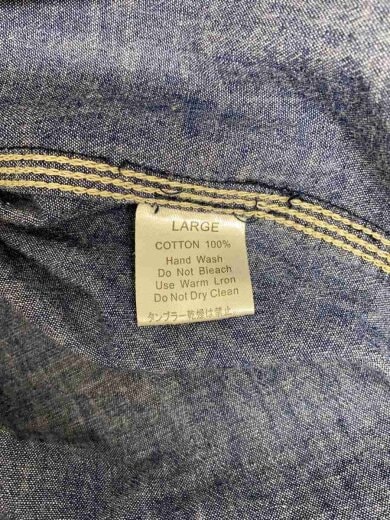 LARGE
COTTON 100%
Hand Wash
Do Not Bleach
Use Warm Lron
Do Not Dry Clean
タンブラー乾燥は禁止